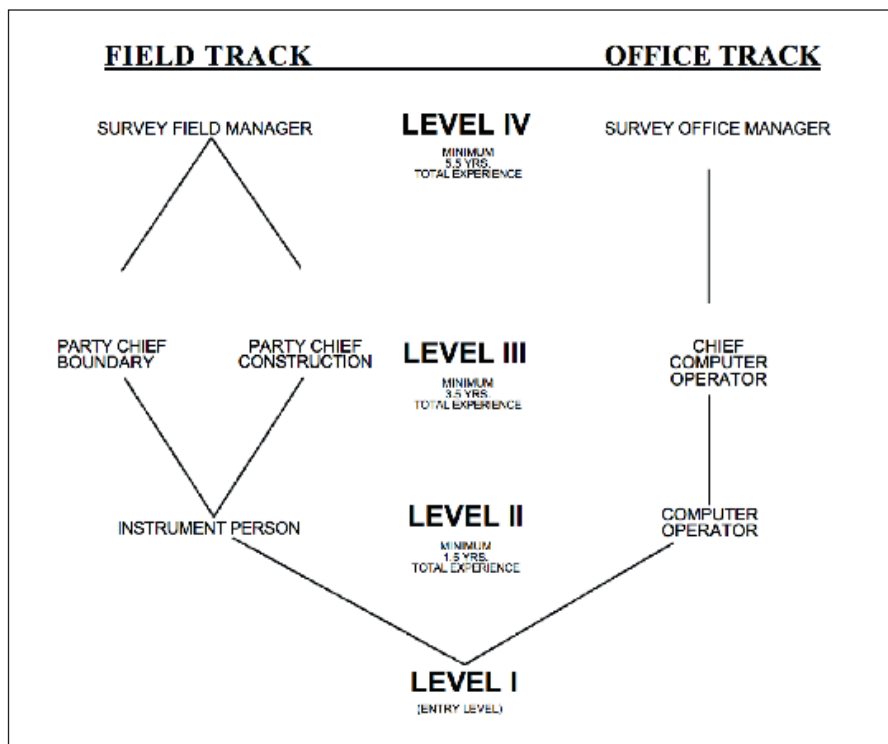 FIELD TRACK
OFFICE TRACK
SURVEY FIELD MANAGER
LEVEL IV
MINIMUM
5.5 YRS.
TOTAL EXPERIENCE
SURVEY OFFICE MANAGER
PARTY CHIEF
BOUNDARY
PARTY CHIEF
CONSTRUCTION
LEVEL III
MINIMUM
3.5 YRS.
TOTAL EXPERIENCE
CHIEF
COMPUTER
OPERATOR
INSTRUMENT PERSON
LEVEL II
MINIMUM
1.5 YRS.
TOTAL EXPERIENCE
COMPUTER
OPERATOR
LEVEL I
(ENTRY LEVEL)